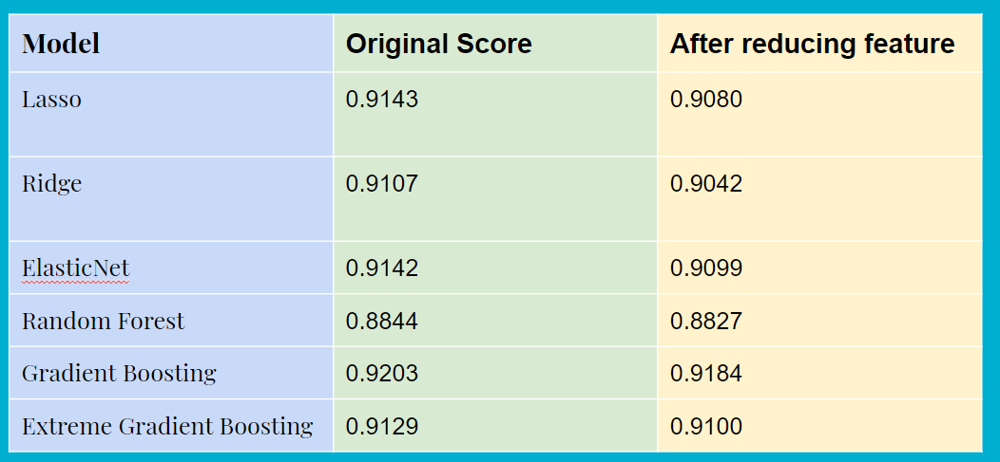 Model Original Score After reducing feature
Lasso 0.9143 0.9080
Ridge 0.9107 0.9042
ElasticNet 0.9142 0.9099
Random Forest 0.8844 0.8827
Gradient Boosting 0.9203 0.9184
Extreme Gradient Boosting 0.9129 0.9100